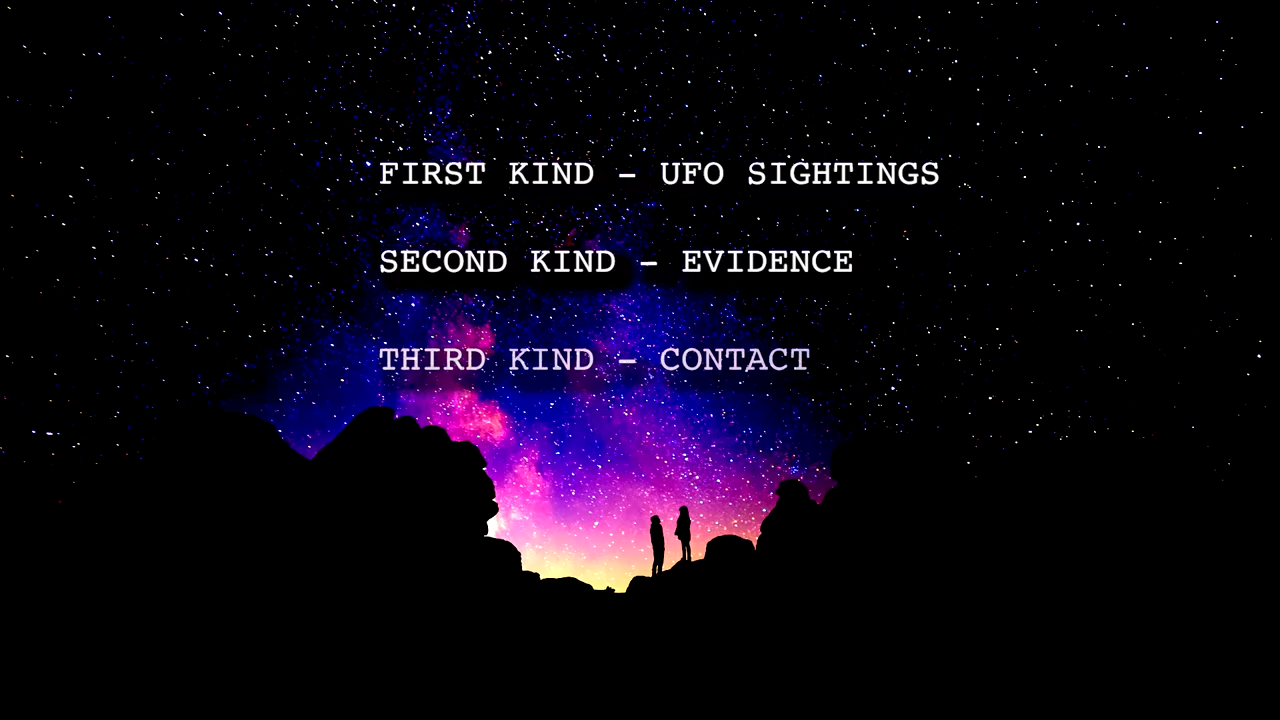 FIRST KIND – UFO SIGHTINGS
SECOND KIND – EVIDENCE
THIRD KIND – CONTACT